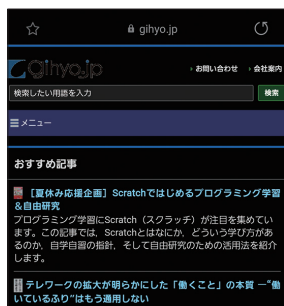 gihyo.jp
Gihyo.jp
› お問い合わせ › 会社案内
検索したい用語を入力 検索
☰メニュー
おすすめ記事
［夏休み応援企画］Scratchではじめるプログラミング学習
＆自由研究
プログラミング学習にScratch（スクラッチ）が注目を集めてい
ます。この記事では、Scratchとはなにか、どういう学び方があ
るのか、自学自習の指針、そして自由研究のための活用法を紹介
します。
テレワークの拡大が明らかにした「働くこと」の本質 ―“働
いているふり”はもう通用しない